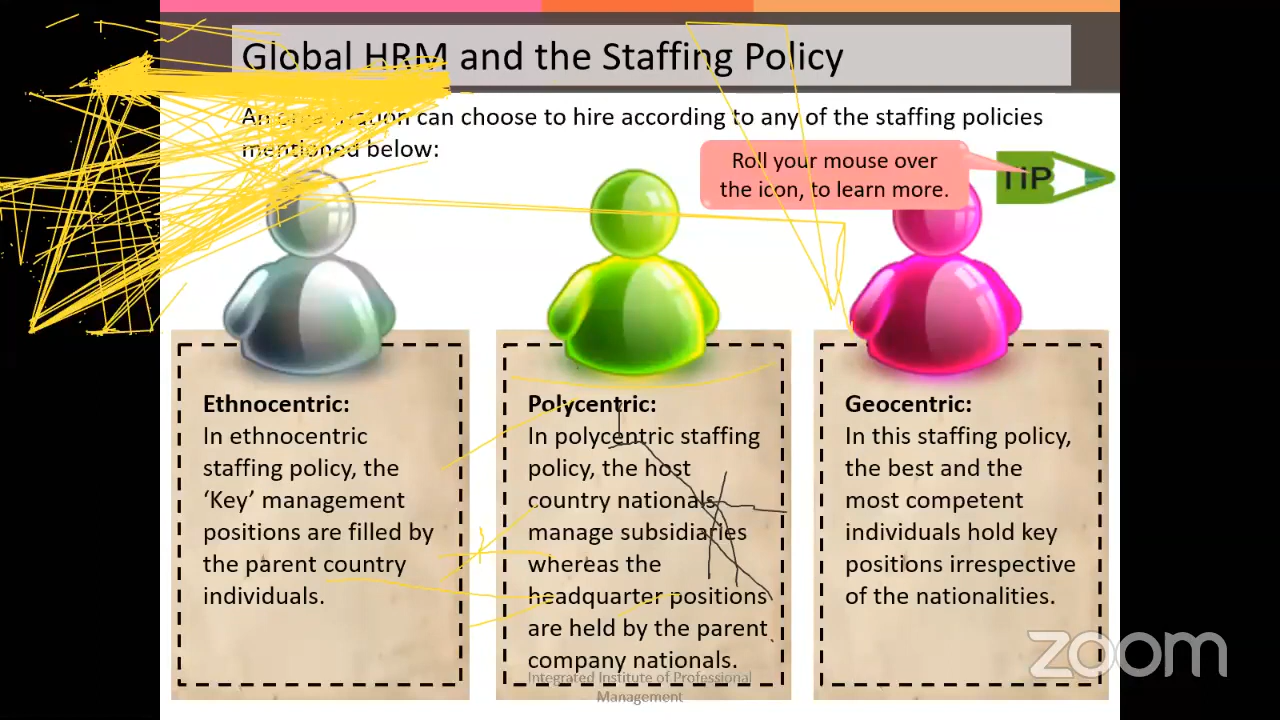 Global HRM and the Staffing Policy
An organization can choose to hire according to any of the staffing policies
mentioned below:
Roll your mouse over
the icon, to learn more.
TiP
Ethnocentric:
In ethnocentric
staffing policy, the
‘Key’ management
positions are filled by
the parent country
individuals.
Polycentric:
In polycentric staffing
policy, the host
country nationals
manage subsidiaries
whereas the
headquarter positions
are held by the parent
company nationals.
Geocentric:
In this staffing policy,
the best and the
most competent
individuals hold key
positions irrespective
of the nationalities.
Integrated Institute of Professional
Management
zoom